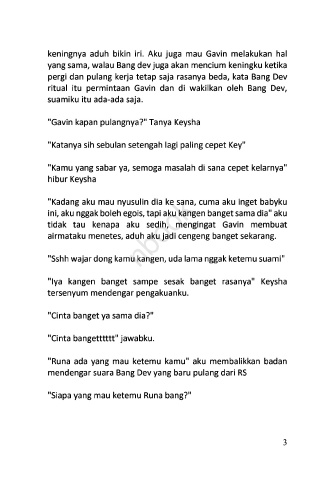 keningnya aduh bikin iri. Aku juga mau Gavin melakukan hal
yang sama, walau Bang dev juga akan mencium keningku ketika
pergi dan pulang kerja tetap saja rasanya beda, kata Bang Dev
ritual itu permintaan Gavin dan di wakilkan oleh Bang Dev,
suamiku itu ada-ada saja.
"Gavin kapan pulangnya?" Tanya Keysha
"Katanya sih sebulan setengah lagi paling cepet Key"
"Kamu yang sabar ya, semoga masalah di sana cepet kelarnya"
hibur Keysha
"Kadang aku mau nyusulin dia ke sana, cuma aku inget babyku
ini, aku nggak boleh egois, tapi aku kangen banget sama dia" aku
tidak tau kenapa aku sedih, mengingat Gavin membuat
airmataku menetes, aduh aku jadi cengeng banget sekarang.
"Sshh wajar dong kamu kangen, uda lama nggak ketemu suami"
"Iya kangen banget sampe sesak banget rasanya" Keysha
tersenyum mendengar pengakuanku.
"Cinta banget ya sama dia?"
"Cinta bangetttttt" jawabku.
"Runa ada yang mau ketemu kamu" aku membalikkan badan
mendengar suara Bang Dev yang baru pulang dari RS
"Siapa yang mau ketemu Runa bang?"
3